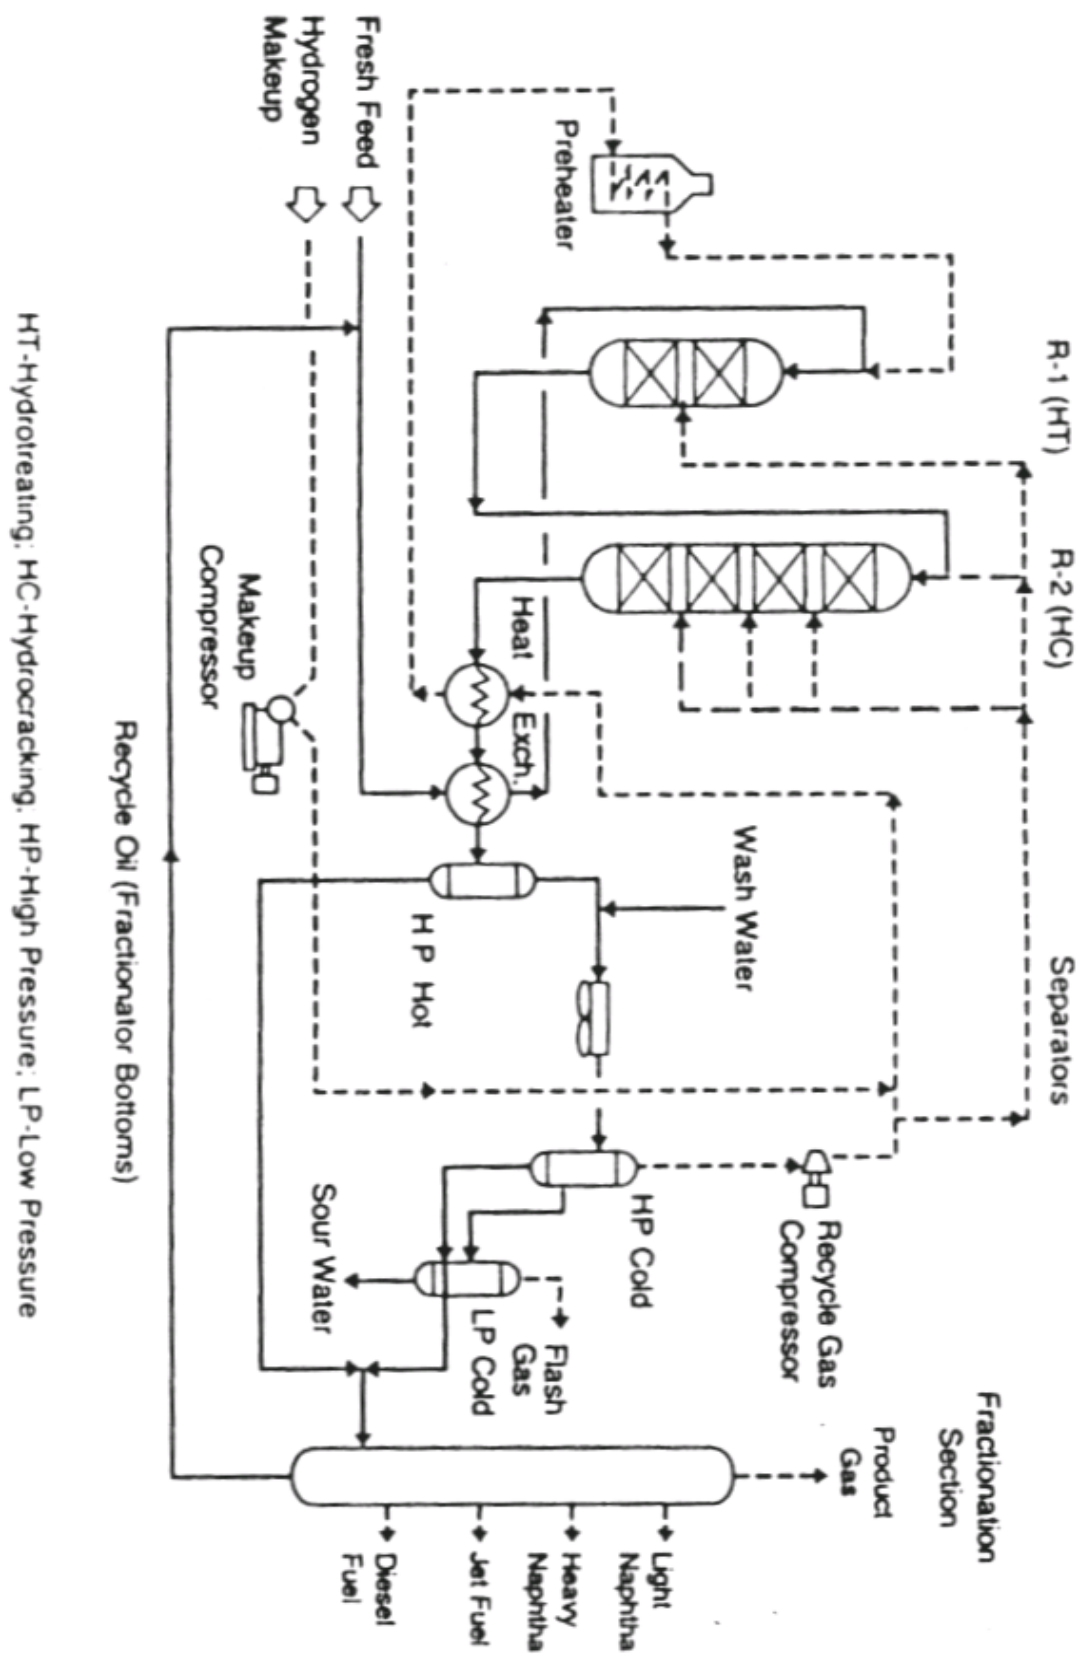 R-1 (HT)
R-2 (HC)
Separators
Fractionation
Section
Product
Gas
Recycle Gas
Compressor
Wash Water
HP Cold
Light
Naphtha
Preheater
Heat
Exch.
Flash
Gas
Heavy
Naphtha
LP Cold
Jet Fuel
H P Hot
Diesel
Fuel
Sour Water
Fresh Feed
Hydrogen
Makeup
Makeup
Compressor
Recycle Oil (Fractionator Bottoms)
HT-Hydrotreating; HC-Hydrocracking, HP-High Pressure; LP-Low Pressure